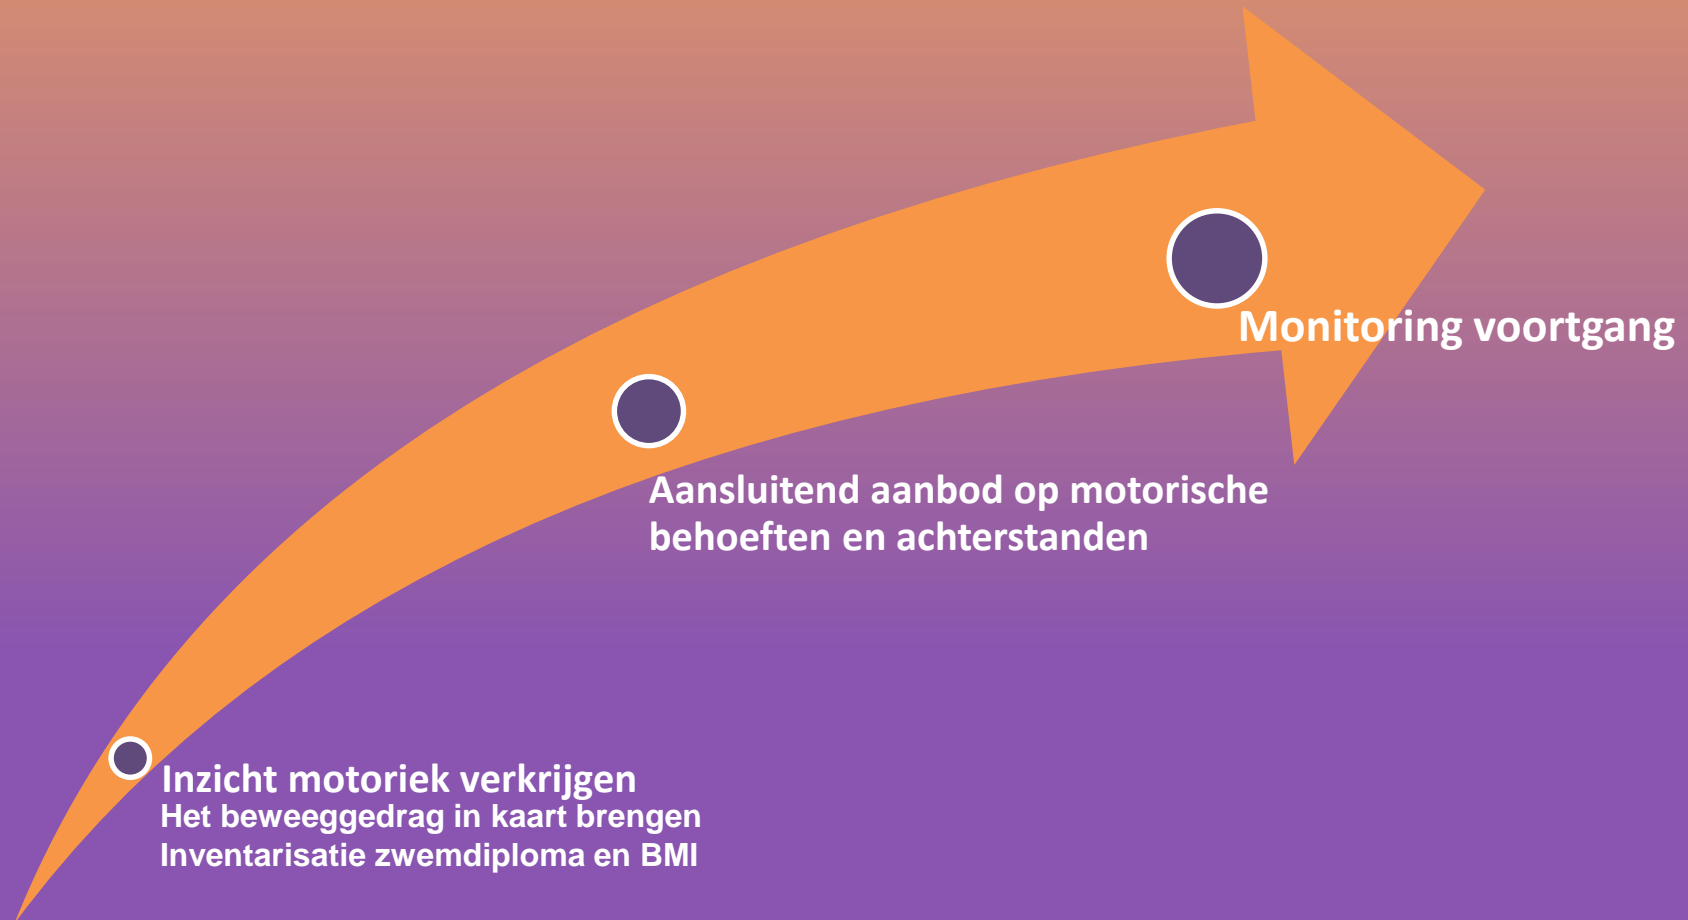 Monitoring voortgang
Aansluitend aanbod op motorische
behoeften en achterstanden
Inzicht motoriek verkrijgen
Het beweeggedrag in kaart brengen
Inventarisatie zwemdiploma en BMI